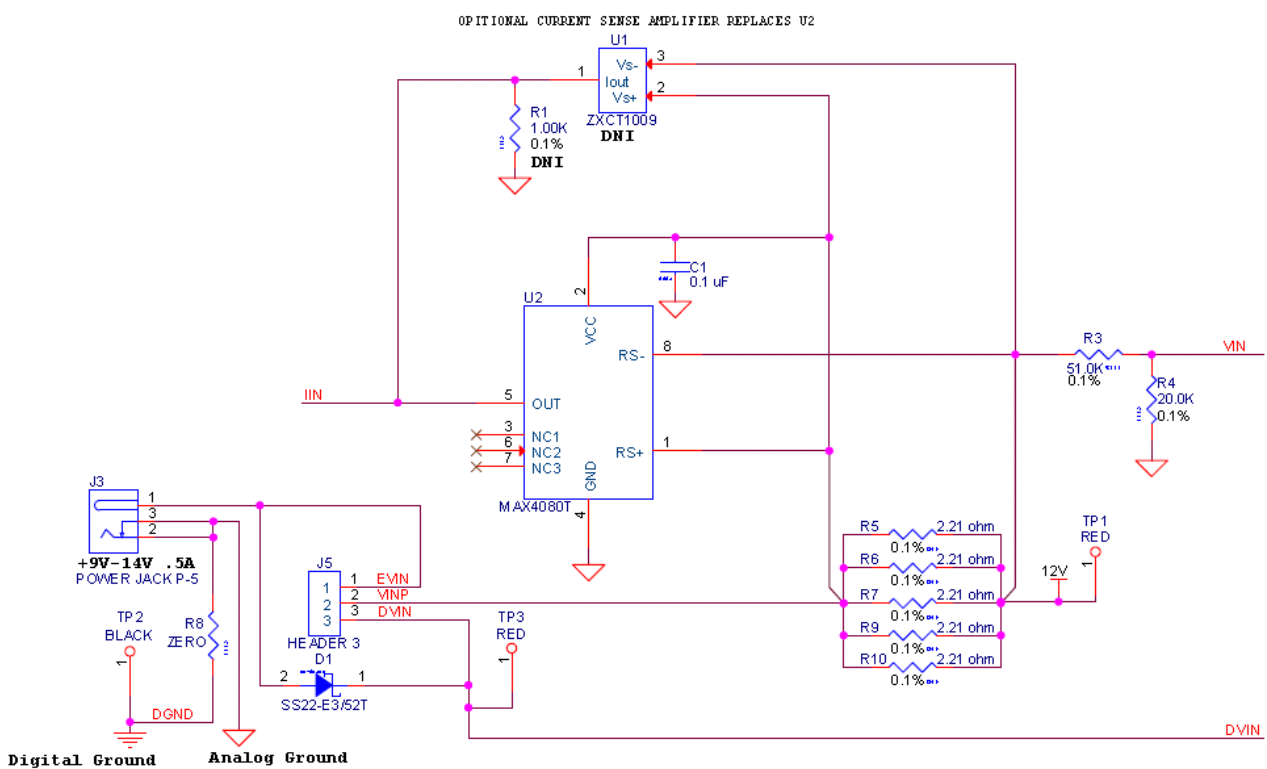 OPITIONAL CURRENT SENSE AMPLIFIER REPLACES U2
U1
Vs-
3
1
Iout
Vs+
2
ZXCT1009
DNI
R1
1.00K
0.1%
DNI
C1
0.1 uF
2
U2
VCC
RS-
8
R3
51.0K
0.1%
VIN
R4
20.0K
0.1%
IIN
5
OUT
3
NC1
6
NC2
7
NC3
RS+
1
GND
MAX4080T
4
J3
1
3
2
+9V-14V .5A
POWER JACK P-5
J5
1
1
EVIN
2
2
VINP
3
3
DVIN
HEADER 3
R5
2.21 ohm
0.1%
R6
2.21 ohm
0.1%
R7
2.21 ohm
0.1%
R9
2.21 ohm
0.1%
R10
2.21 ohm
0.1%
TP1
RED
1
12V
TP2
BLACK
1
R8
ZERO
TP3
RED
1
D1
2
1
SS22-E3/52T
DGND
DVIN
Digital Ground
Analog Ground